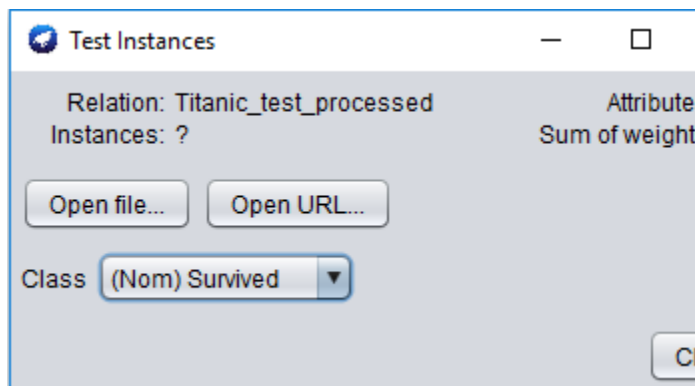 Test Instances
Relation: Titanic_test_processed Attribute
Instances: ? Sum of weight
Open file... Open URL...
Class (Nom) Survived